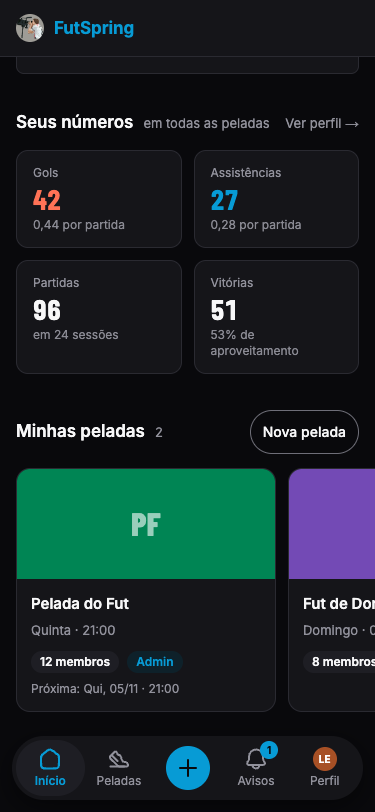 FutSpring
Seus números em todas as peladas Ver perfil →
Gols
42
0,44 por partida
Assistências
27
0,28 por partida
Partidas
96
em 24 sessões
Vitórias
51
53% de
aproveitamento
Minhas peladas 2
Nova pelada
PF
Pelada do Fut
Quinta · 21:00
12 membros Admin
Próxima: Qui, 05/11 · 21:00
Fut de Do
Domingo · 
8 membros
Início
Peladas
1
Avisos
LE
Perfil